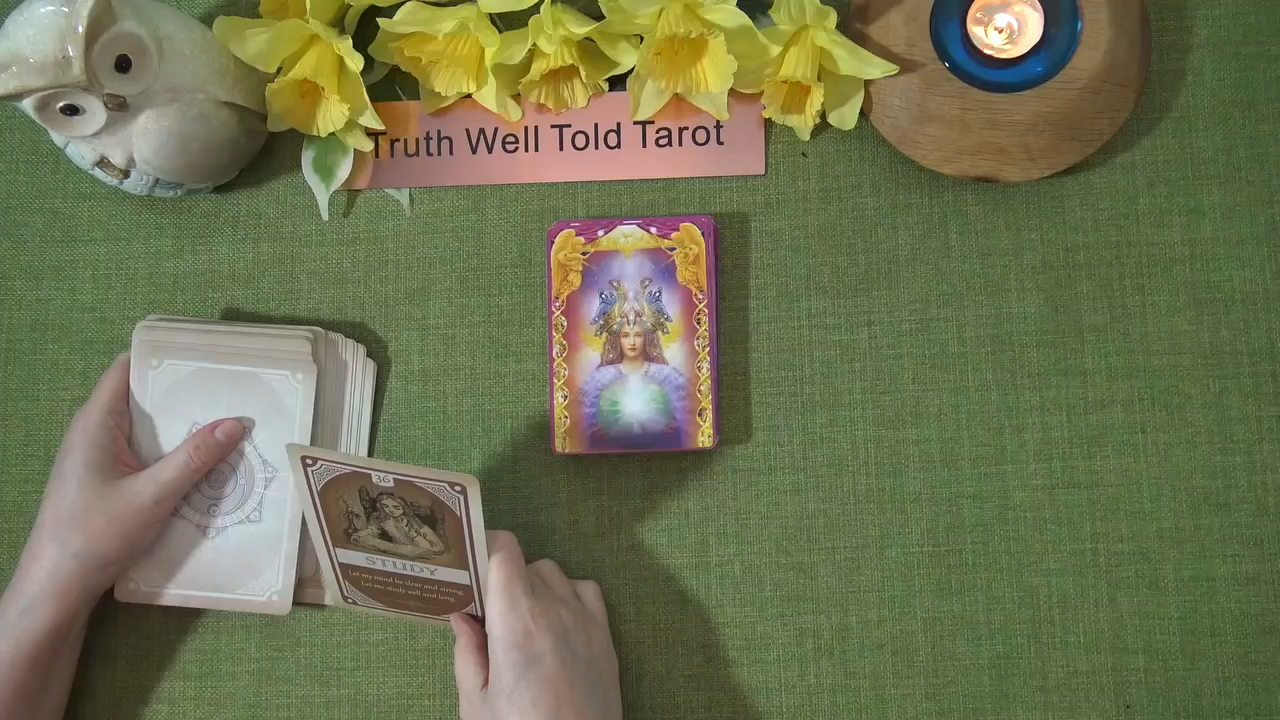 Truth Well Told Tarot
36
STUDY
Let my mind be clear and strong.
Let me study well and long.